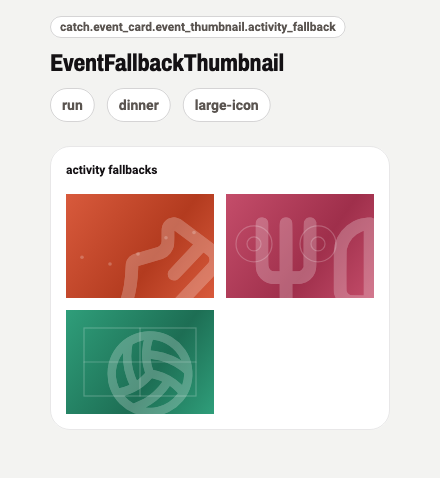 catch.event_card.event_thumbnail.activity_fallback
EventFallbackThumbnail
run dinner large-icon
activity fallbacks